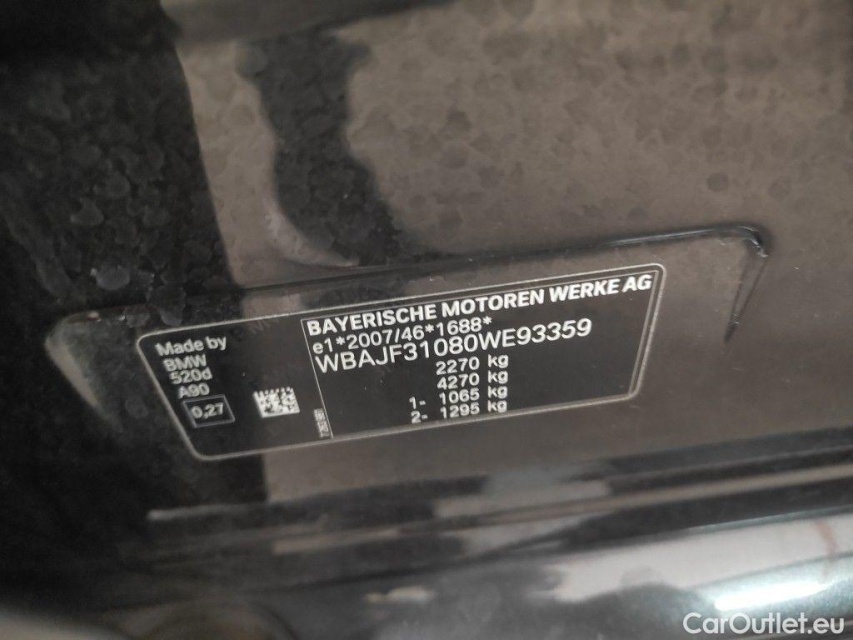 Made by
BMW
520d
A90
0,27
BAYERISCHE MOTOREN WERKE AG
e1*2007/46*1688*
WBAJF31080WE93359
2270 kg
4270 kg
1- 1065 kg
2- 1295 kg
CarOutlet.eu